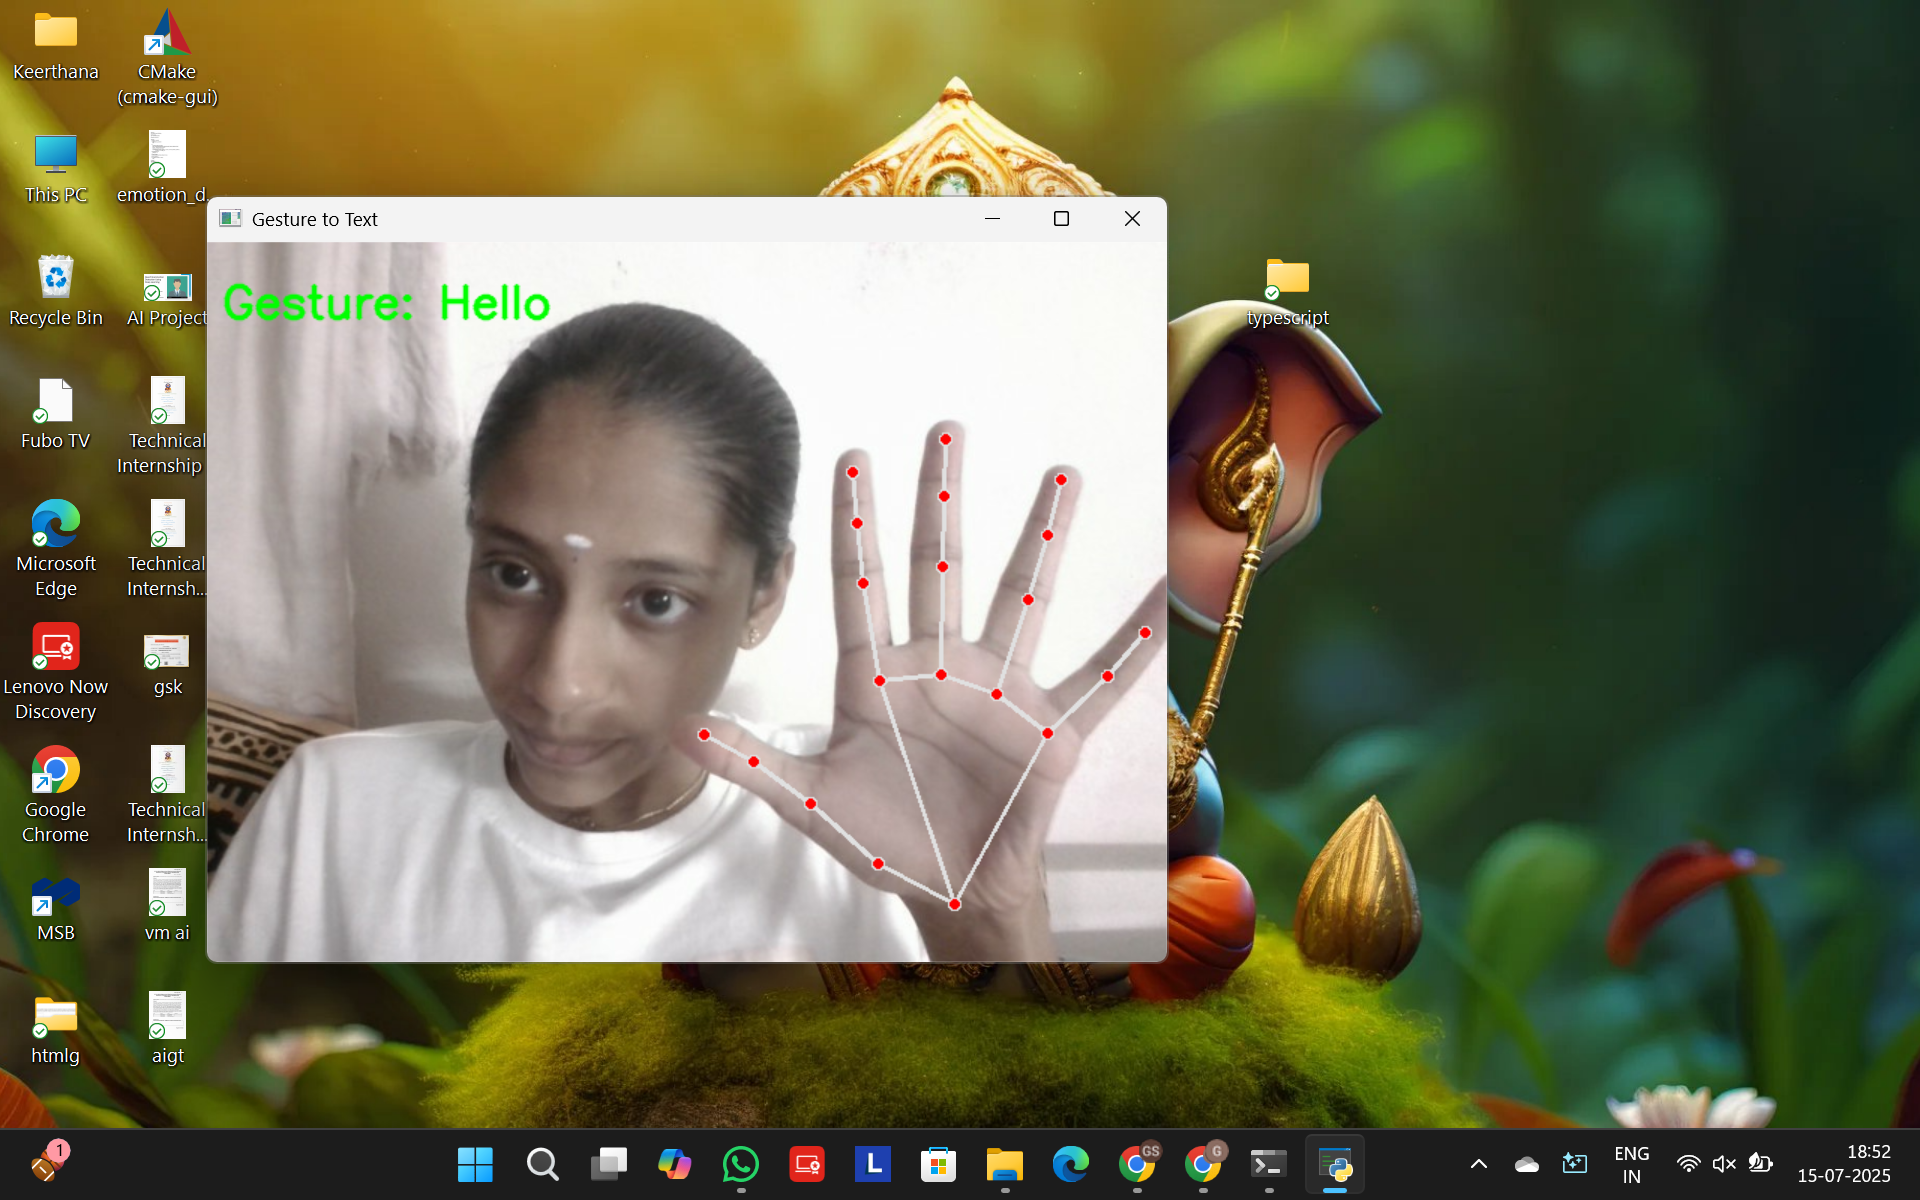 Keerthana
CMake
(cmake-gui)
This PC
emotion_d...
Recycle Bin
AI Project
Fubo TV
Technical
Internship
Microsoft
Edge
Technical
Internsh...
Lenovo Now
Discovery
gsk
Google
Chrome
Technical
Internsh...
MSB
vm ai
htmlg
aigt
Gesture to Text
Gesture: Hello
typescript
1
L
GS
G
ENG
IN
18:52
15-07-2025